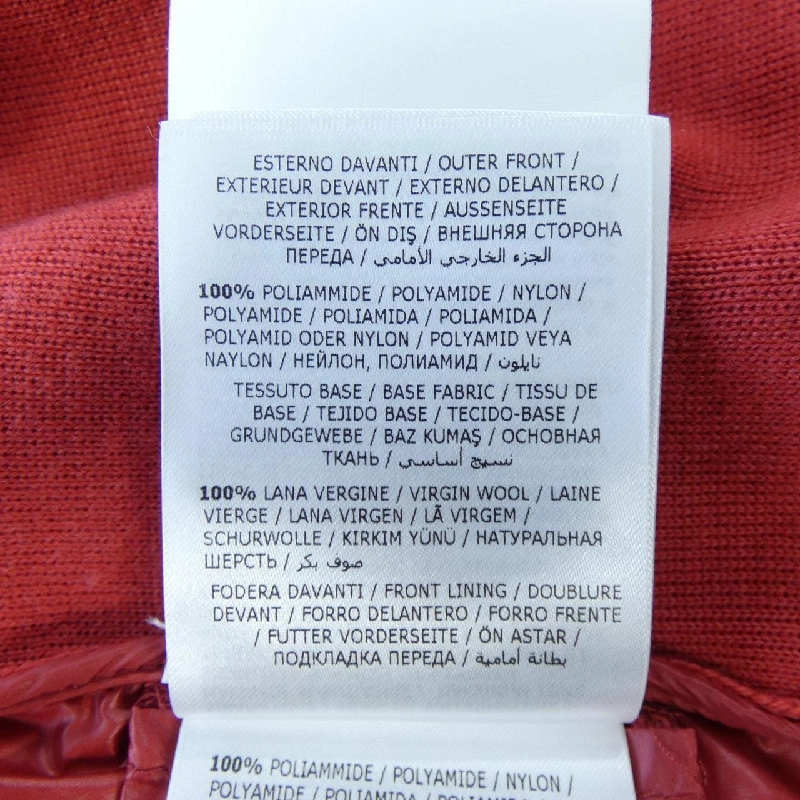 ESTERNO DAVANTI / OUTER FRONT /
EXTERIEUR DEVANT / EXTERNO DELANTERO /
EXTERIOR FRENTE / AUSSENSEITE
VORDERSEITE / ÖN DIŞ / ВНЕШНЯЯ СТОРОНА
ПЕРЕДА / الجزء الخارجي الأمامي
100% POLIAMMIDE / POLYAMIDE / NYLON /
POLYAMIDE / POLIAMIDA / POLIAMIDA /
POLYAMID ODER NYLON / POLYAMID VEYA
NAYLON / НЕЙЛОН, ПОЛИАМИД / نايلون
TESSUTO BASE / BASE FABRIC / TISSU DE
BASE / TEJIDO BASE / TECIDO-BASE /
GRUNDGEWEBE / BAZ KUMAŞ / ОСНОВНАЯ
ТКАНЬ / نسيج أساسي
100% LANA VERGINE / VIRGIN WOOL / LAINE
VIERGE / LANA VIRGEN / LÃ VIRGEM /
SCHURWOLLE / KIRKIM YÜNÜ / НАТУРАЛЬНАЯ
ШЕРСТЬ / صوف بكر
FODERA DAVANTI / FRONT LINING / DOUBLURE
DEVANT / FORRO DELANTERO / FORRO FRENTE
/ FUTTER VORDERSEITE / ÖN ASTAR /
ПОДКЛАДКА ПЕРЕДА / بطانة أمامية
100% POLIAMMIDE / POLYAMIDE / NYLON /
POLYAMIDE / POLIAMIDA / POLIAMIDA /